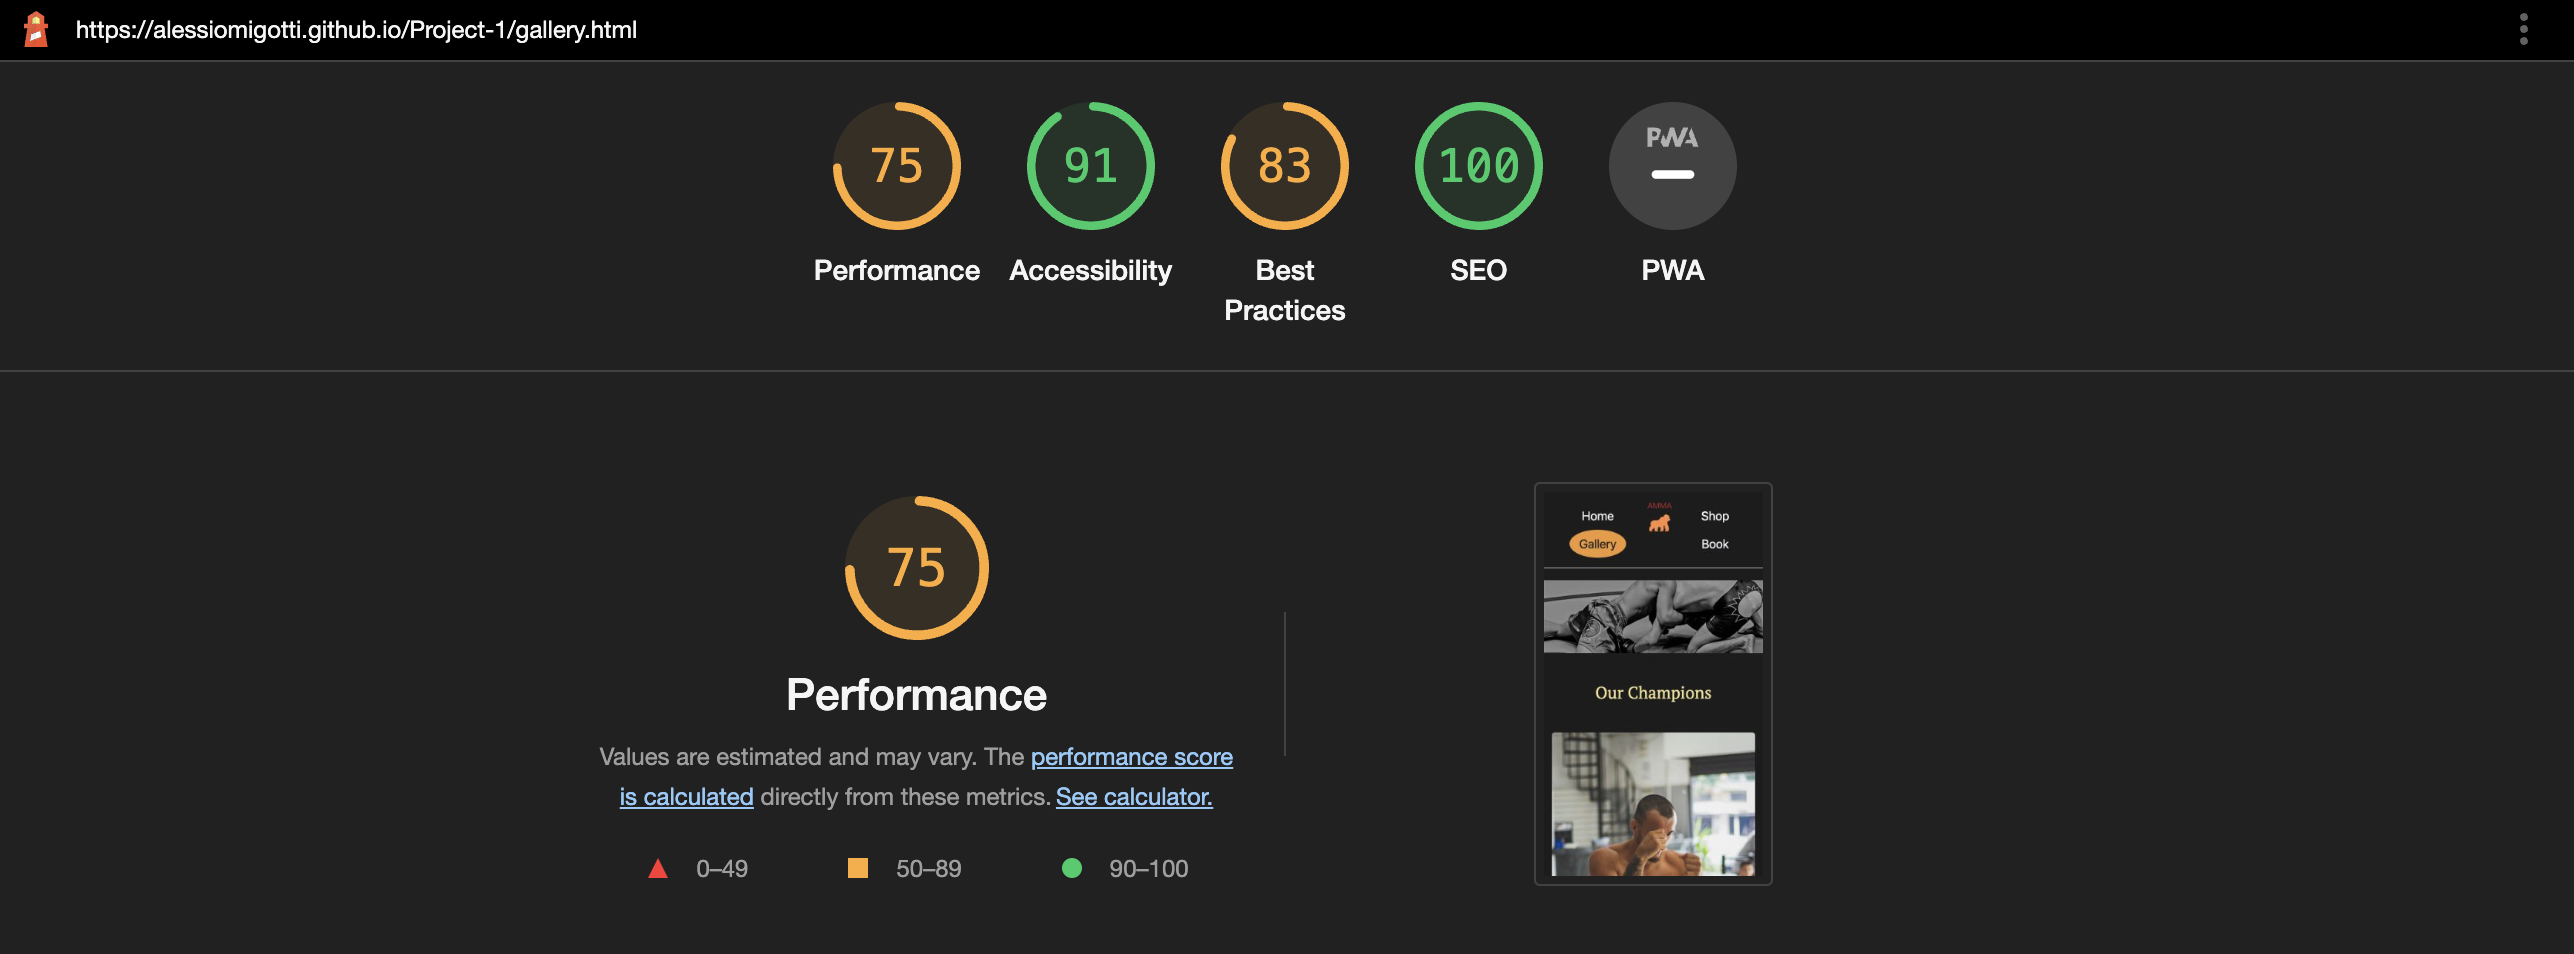 https://alessiomigotti.github.io/Project-1/gallery.html
75
91
83
100
PWA
Performance
Accessibility
Best
Practices
SEO
PWA
75
Performance
Values are estimated and may vary. The performance score
is calculated directly from these metrics. See calculator.
0–49
50–89
90–100
AMMA
Home
Shop
Gallery
Book
Our Champions